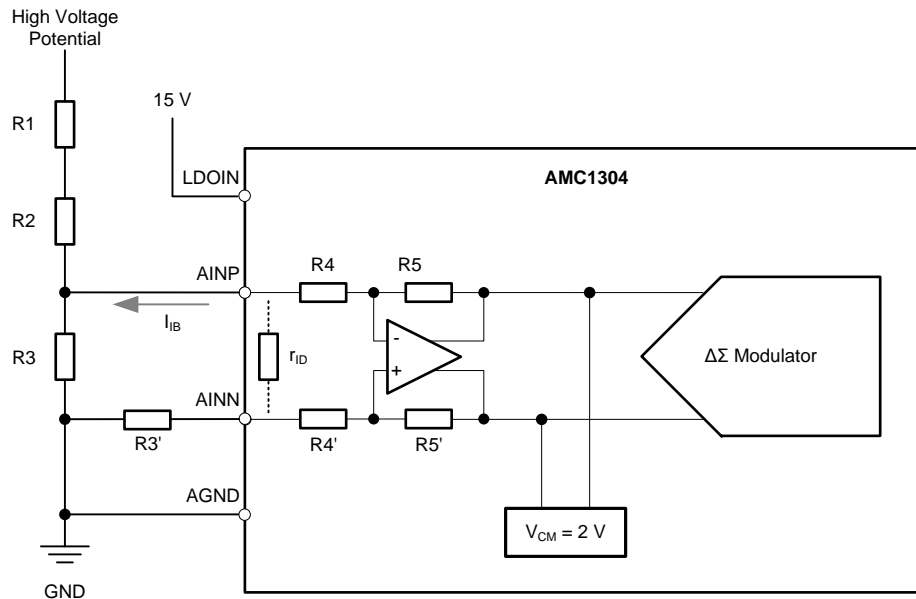 High Voltage
Potential
R1
15 V
LDOIN
AMC1304
R2
AINP
R4
R5
I_IB
R3
r_ID
-
+
ΔΣ Modulator
AINN
R3'
R4'
R5'
AGND
V_CM = 2 V
GND